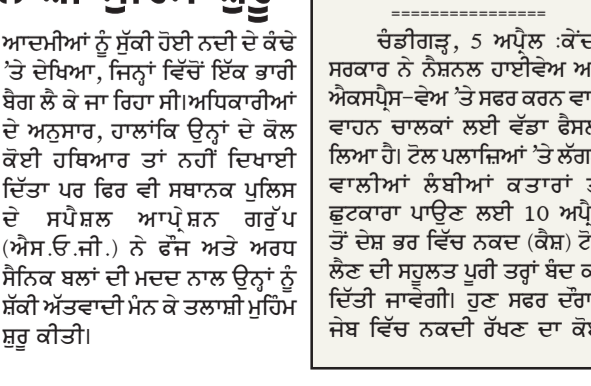 ਆਦਮੀਆਂ ਨੂੰ ਸੁੱਕੀ ਹੋਈ ਨਦੀ ਦੇ ਕੰਢੇ
'ਤੇ ਦੇਖਿਆ, ਜਿਨ੍ਹਾਂ ਵਿੱਚੋਂ ਇੱਕ ਭਾਰੀ
ਬੈਗ ਲੈ ਕੇ ਜਾ ਰਿਹਾ ਸੀ।ਅਧਿਕਾਰੀਆਂ
ਦੇ ਅਨੁਸਾਰ, ਹਾਲਾਂਕਿ ਉਨ੍ਹਾਂ ਦੇ ਕੋਲ
ਕੋਈ ਹਥਿਆਰ ਤਾਂ ਨਹੀਂ ਦਿਖਾਈ
ਦਿੱਤਾ ਪਰ ਫਿਰ ਵੀ ਸਥਾਨਕ ਪੁਲਿਸ
ਦੇ ਸਪੈਸ਼ਲ ਆਪ੍ਰੇਸ਼ਨ ਗਰੁੱਪ
(ਐਸ.ਓ.ਜੀ.) ਨੇ ਫੌਜ ਅਤੇ ਅਰਧ
ਸੈਨਿਕ ਬਲਾਂ ਦੀ ਮਦਦ ਨਾਲ ਉਨ੍ਹਾਂ ਨੂੰ
ਸ਼ੱਕੀ ਅੱਤਵਾਦੀ ਮੰਨ ਕੇ ਤਲਾਸ਼ੀ ਮੁਹਿੰਮ
ਸ਼ੁਰੂ ਕੀਤੀ।
================
ਚੰਡੀਗੜ੍ਹ, 5 ਅਪ੍ਰੈਲ :
ਸਰਕਾਰ ਨੇ ਨੈਸ਼ਨਲ ਹਾਈਵੇਅ
ਐਕਸਪ੍ਰੈਸ-ਵੇਅ 'ਤੇ ਸਫਰ ਕਰਨ
ਵਾਹਨ ਚਾਲਕਾਂ ਲਈ ਵੱਡਾ
ਲਿਆ ਹੈ। ਟੋਲ ਪਲਾਜ਼ਿਆਂ 'ਤੇ
ਵਾਲੀਆਂ ਲੰਬੀਆਂ ਕਤਾਰਾਂ
ਛੁਟਕਾਰਾ ਪਾਉਣ ਲਈ 10
ਤੋਂ ਦੇਸ਼ ਭਰ ਵਿੱਚ ਨਕਦ (ਕੈਸ਼)
ਲੈਣ ਦੀ ਸਹੂਲਤ ਪੂਰੀ ਤਰ੍ਹਾਂ ਬੰਦ
ਦਿੱਤੀ ਜਾਵੇਗੀ। ਹੁਣ ਸਫਰ
ਜੇਬ ਵਿੱਚ ਨਕਦੀ ਰੱਖਣ ਦਾ